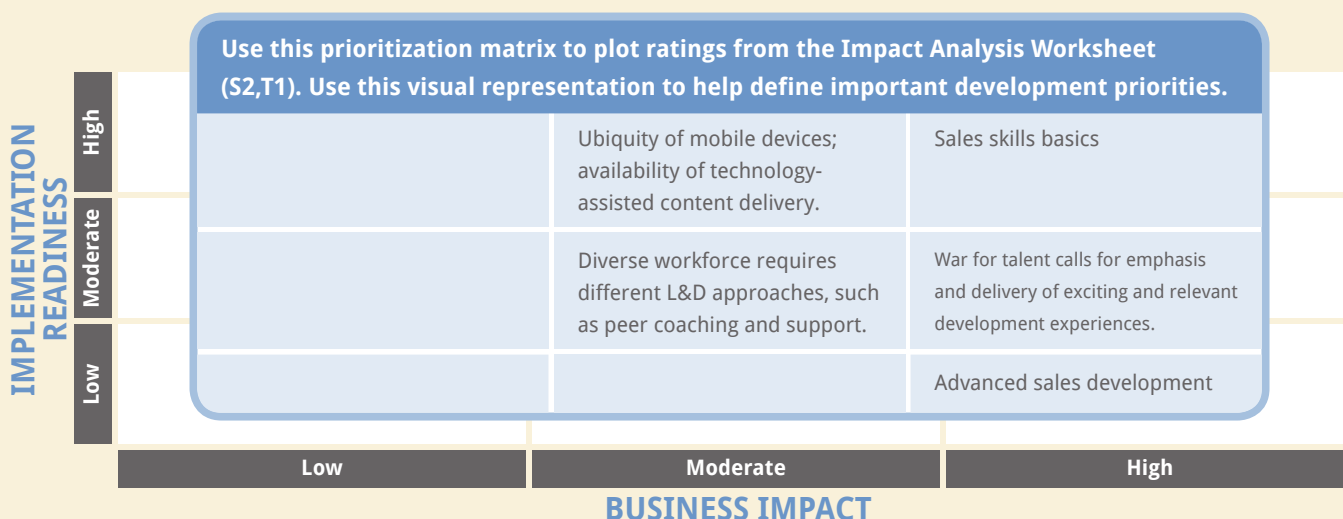 Use this prioritization matrix to plot ratings from the Impact Analysis Worksheet
(S2,T1). Use this visual representation to help define important development priorities.
IMPLEMENTATION
READINESS
High
Moderate
Low
Ubiquity of mobile devices;
availability of technology-
assisted content delivery.
Sales skills basics
Diverse workforce requires
different L&D approaches, such
as peer coaching and support.
War for talent calls for emphasis
and delivery of exciting and relevant
development experiences.
Advanced sales development
Low
Moderate
High
BUSINESS IMPACT